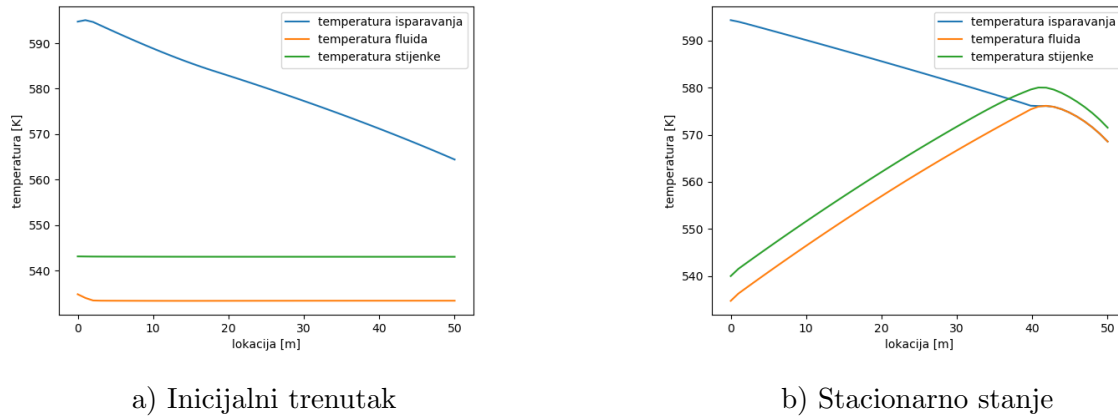 temperatura isparavanja
temperatura fluida
temperatura stijenke
590
580
570
560
550
540
temperatura [K]
0 10 20 30 40 50
lokacija [m]
a) Inicijalni trenutak
temperatura isparavanja
temperatura fluida
temperatura stijenke
590
580
570
560
550
540
temperatura [K]
0 10 20 30 40 50
lokacija [m]
b) Stacionarno stanje